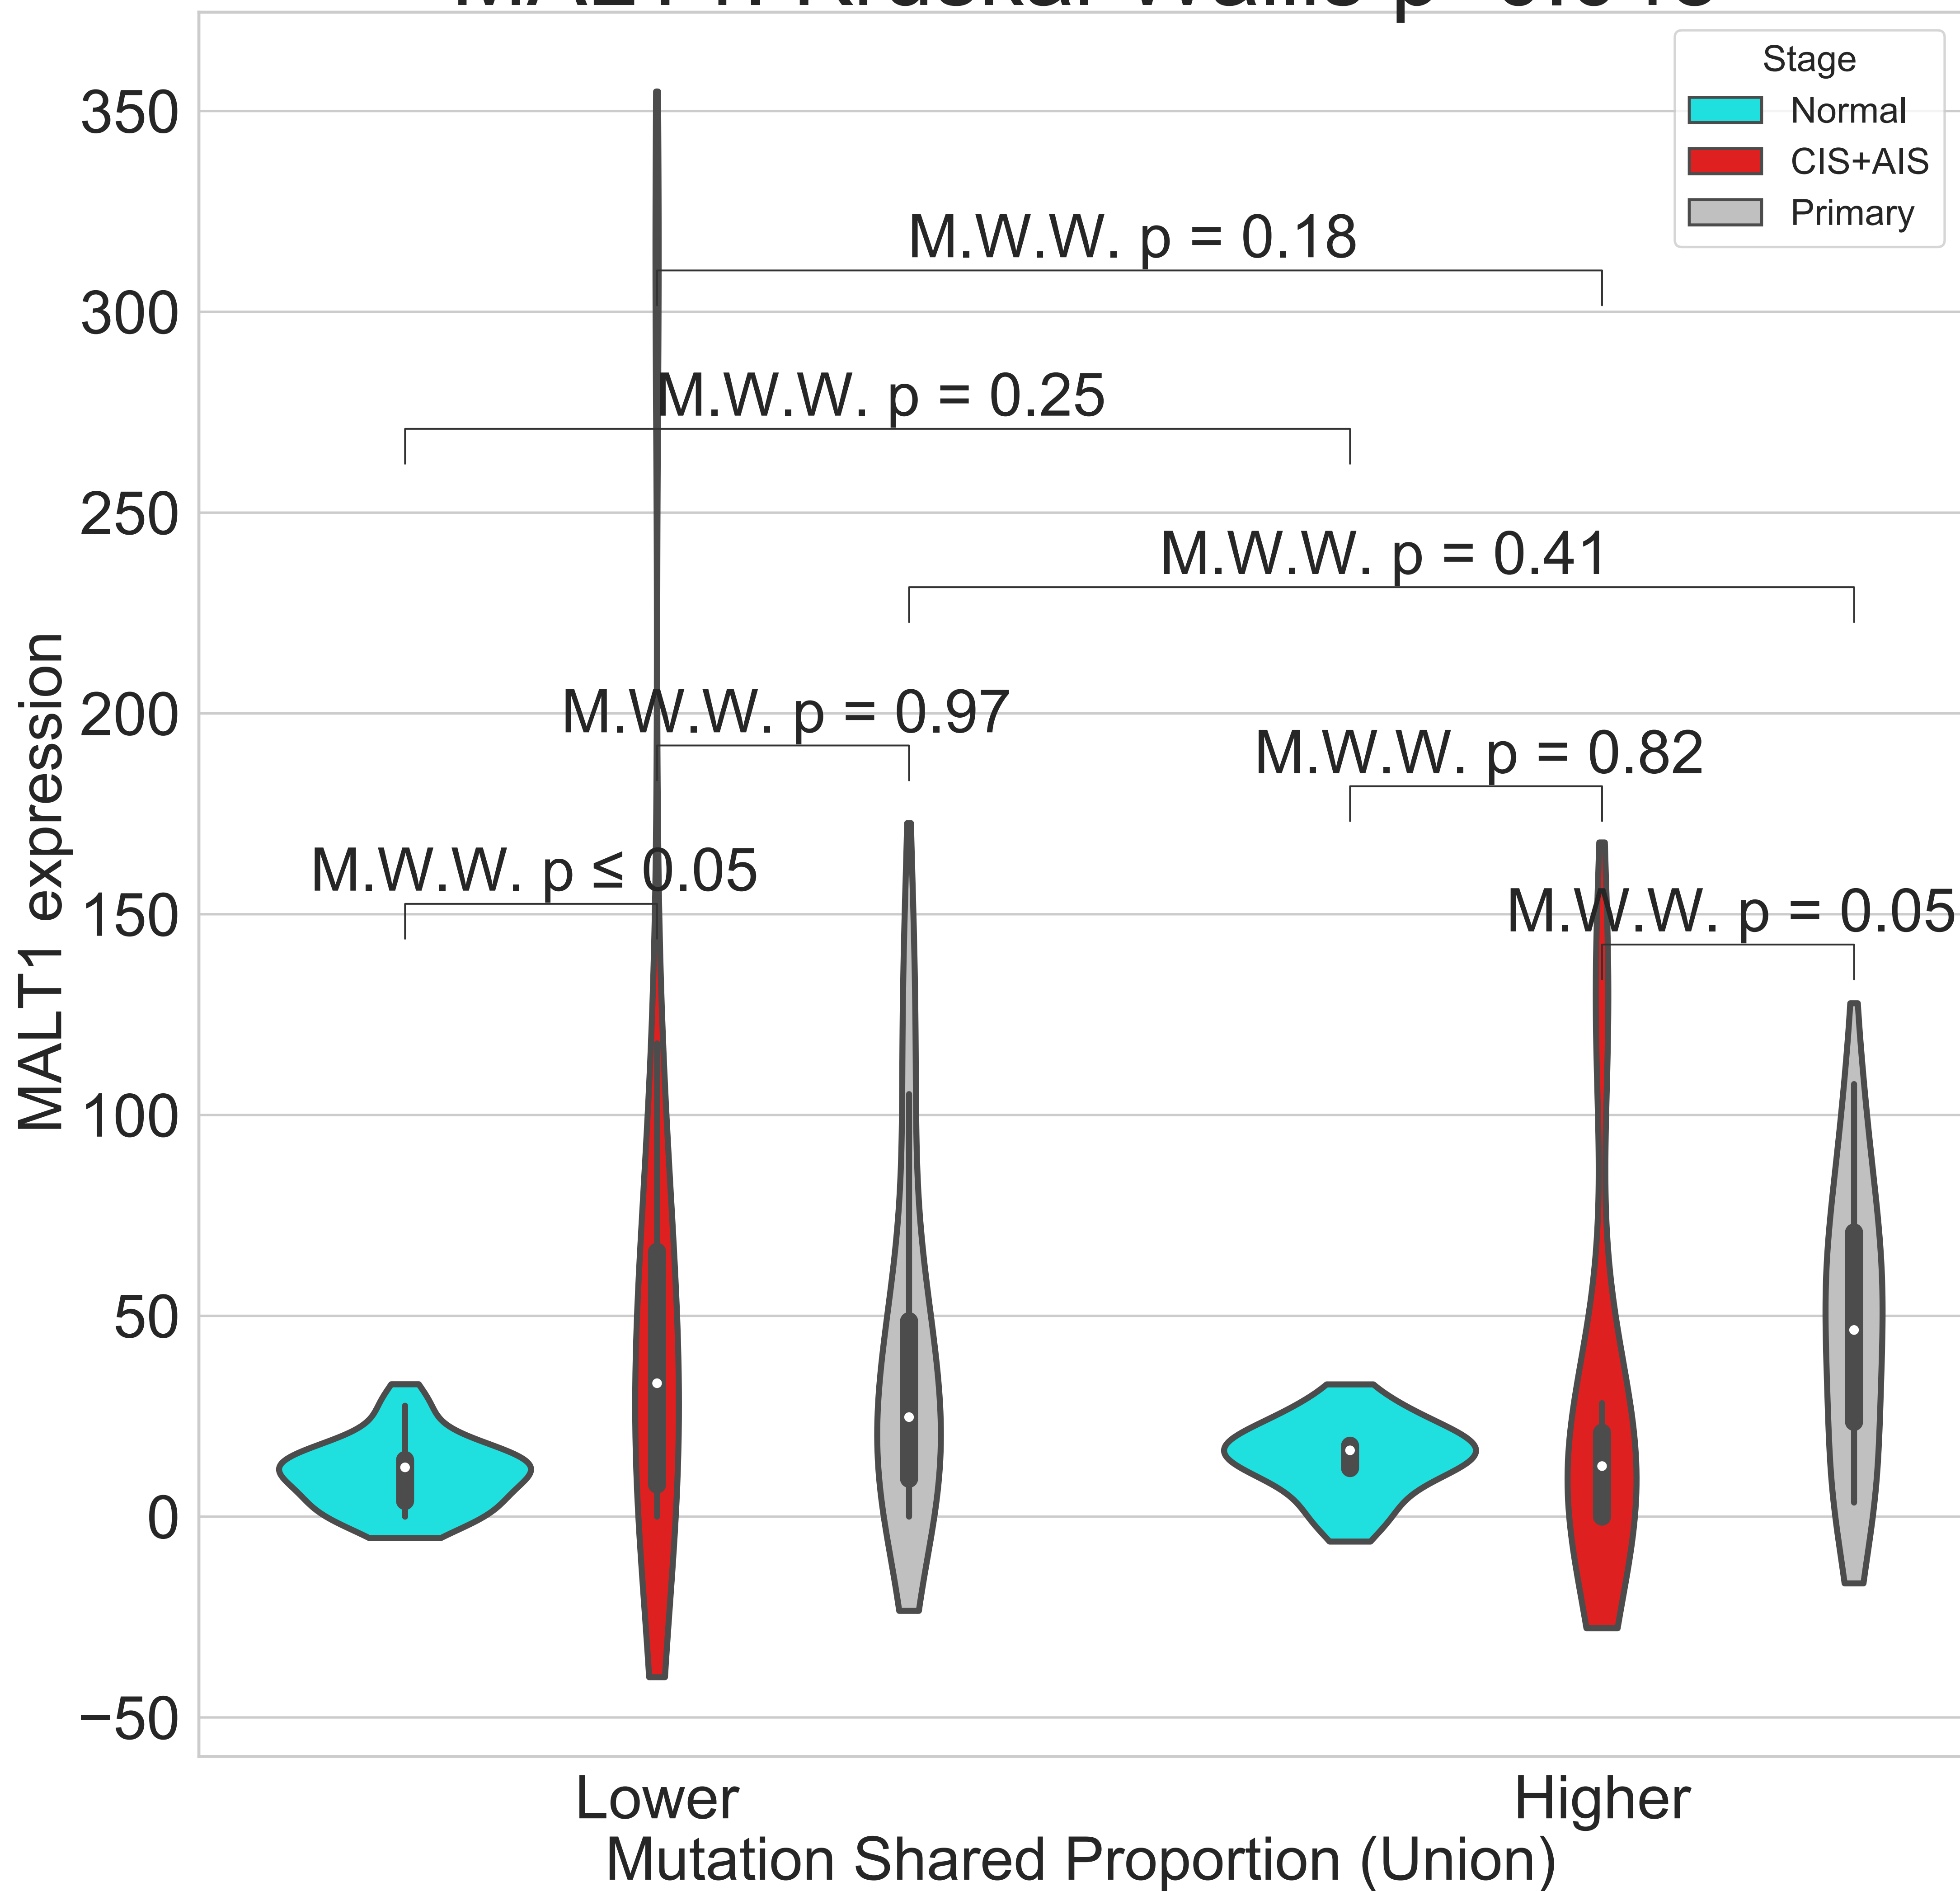 Stage
Normal
CIS+AIS
Primary
M.W.W. p = 0.18
M.W.W. p = 0.25
M.W.W. p = 0.41
M.W.W. p = 0.97
M.W.W. p = 0.82
M.W.W. p ≤ 0.05
M.W.W. p = 0.05
350
300
250
200
150
100
50
0
−50
MALT1 expression
Lower
Higher
Mutation Shared Proportion (Union)